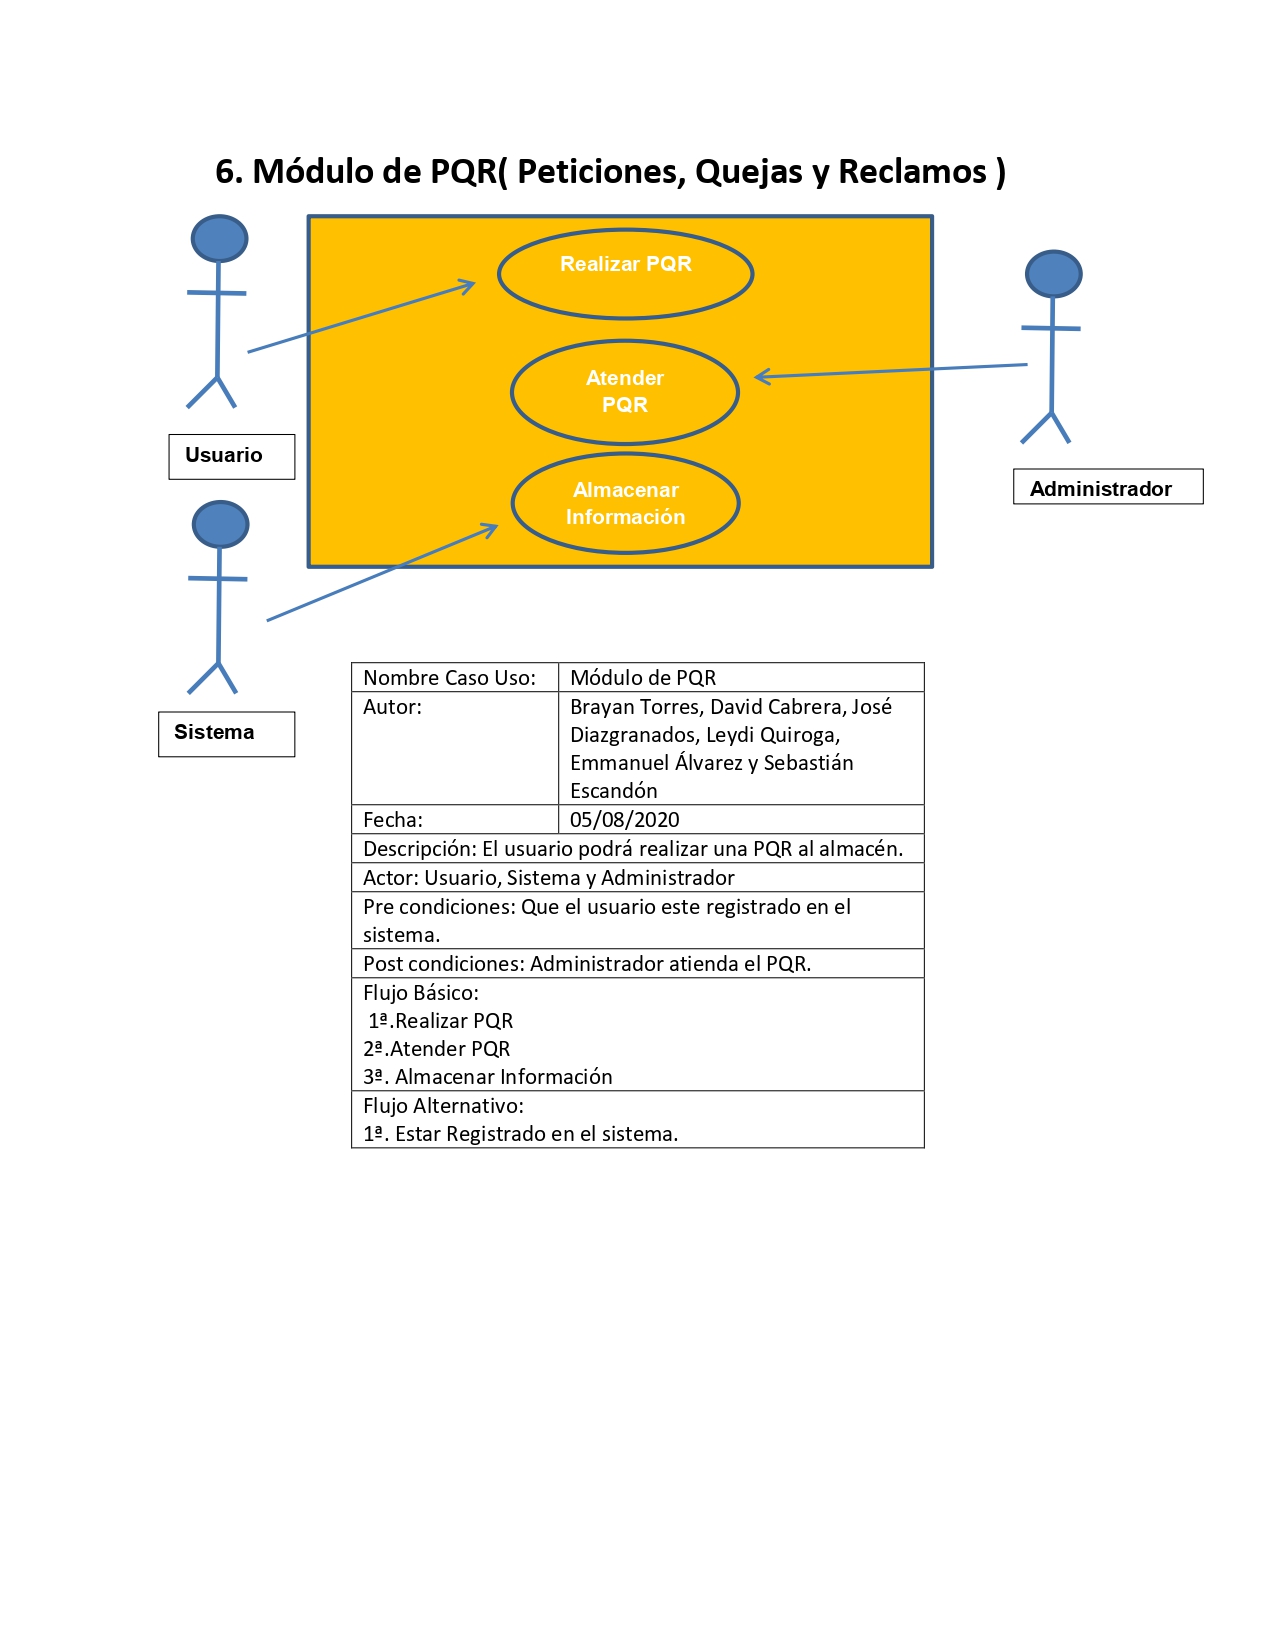 6. Módulo de PQR( Peticiones, Quejas y Reclamos )
Realizar PQR
Atender
PQR
Usuario
Administrador
Almacenar
Información
Sistema
Nombre Caso Uso: Módulo de PQR
Autor: Brayan Torres, David Cabrera, José
Diazgranados, Leydi Quiroga,
Emmanuel Álvarez y Sebastián
Escandón
Fecha: 05/08/2020
Descripción: El usuario podrá realizar una PQR al almacén.
Actor: Usuario, Sistema y Administrador
Pre condiciones: Que el usuario este registrado en el
sistema.
Post condiciones: Administrador atienda el PQR.
Flujo Básico:
1ª.Realizar PQR
2ª.Atender PQR
3ª. Almacenar Información
Flujo Alternativo:
1ª. Estar Registrado en el sistema.